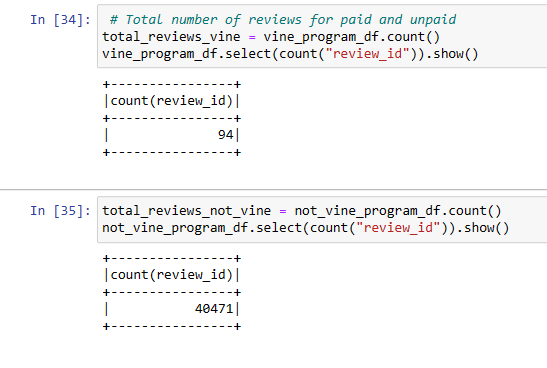 In [34]: # Total number of reviews for paid and unpaid
total_reviews_vine = vine_program_df.count()
vine_program_df.select(count("review_id")).show()
+----------------+
|count(review_id)|
+----------------+
|              94|
+----------------+
In [35]: total_reviews_not_vine = not_vine_program_df.count()
not_vine_program_df.select(count("review_id")).show()
+----------------+
|count(review_id)|
+----------------+
|           40471|
+----------------+